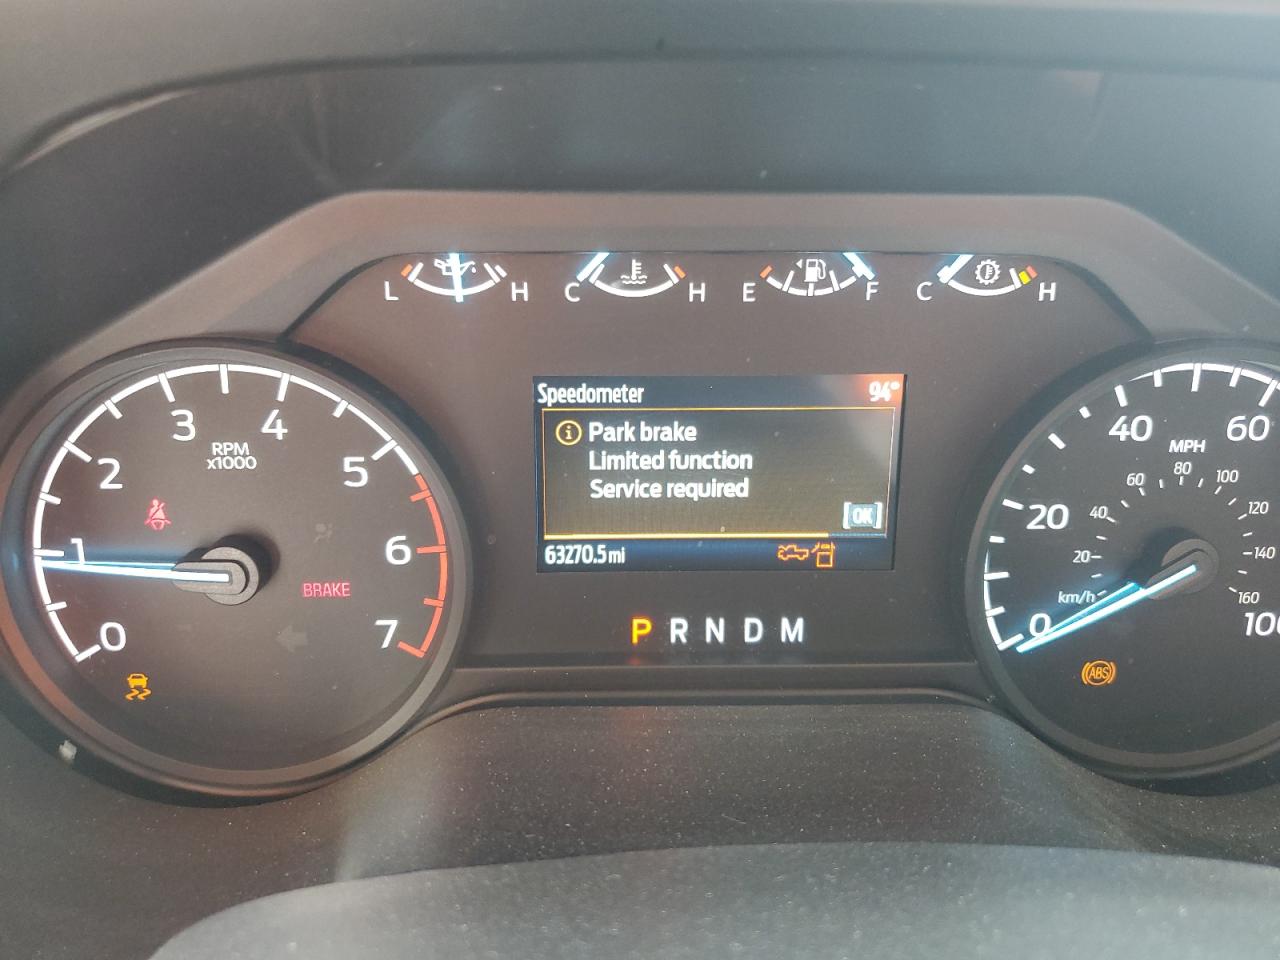 L H C H E F C H
Speedometer 94°
Park brake
Limited function
Service required
OK
63270.5 mi
P R N D M
0 1 2 3 4 5 6 7
RPM
x1000
BRAKE
0 20 40 60 100
MPH
20 40 60 80 100 120 140 160
km/h
ABS